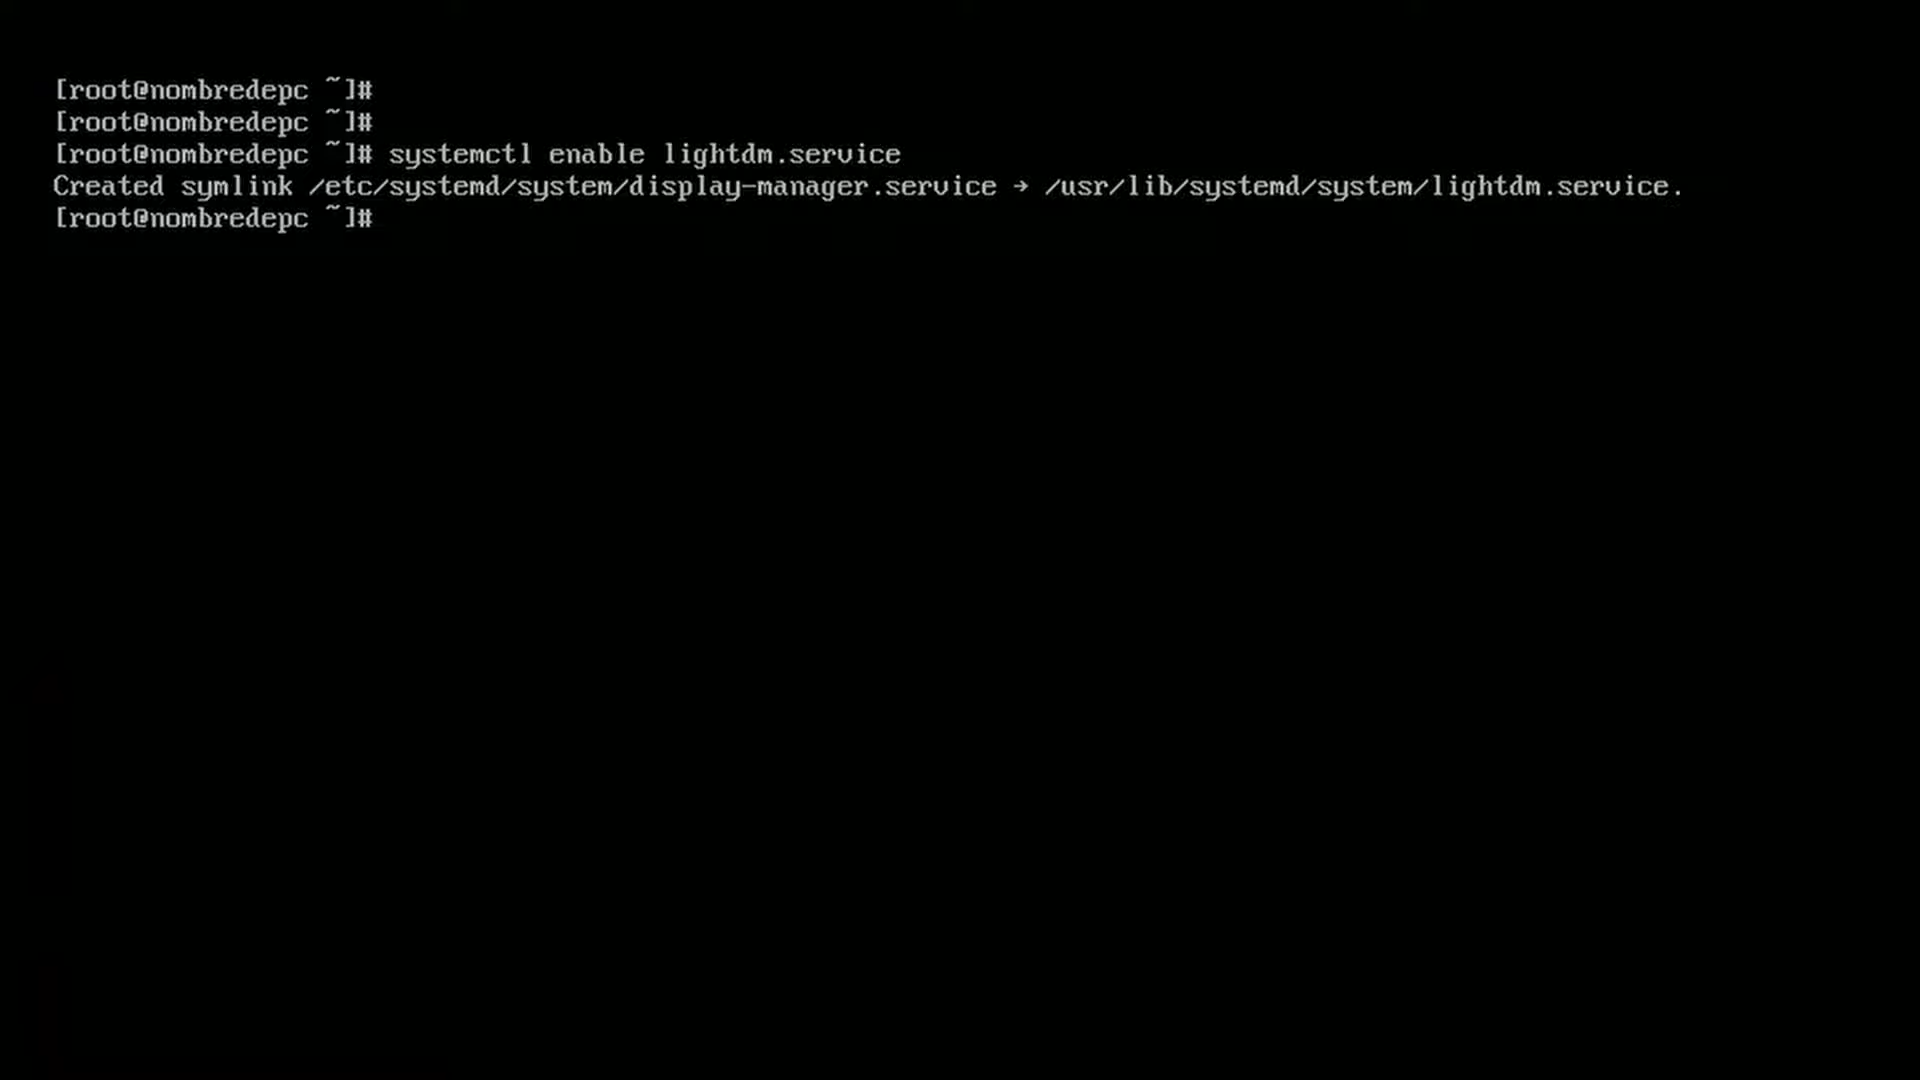 [root@nombredepc ~]#
[root@nombredepc ~]#
[root@nombredepc ~]# systemctl enable lightdm.service
Created symlink /etc/systemd/system/display-manager.service → /usr/lib/systemd/system/lightdm.service.
[root@nombredepc ~]#